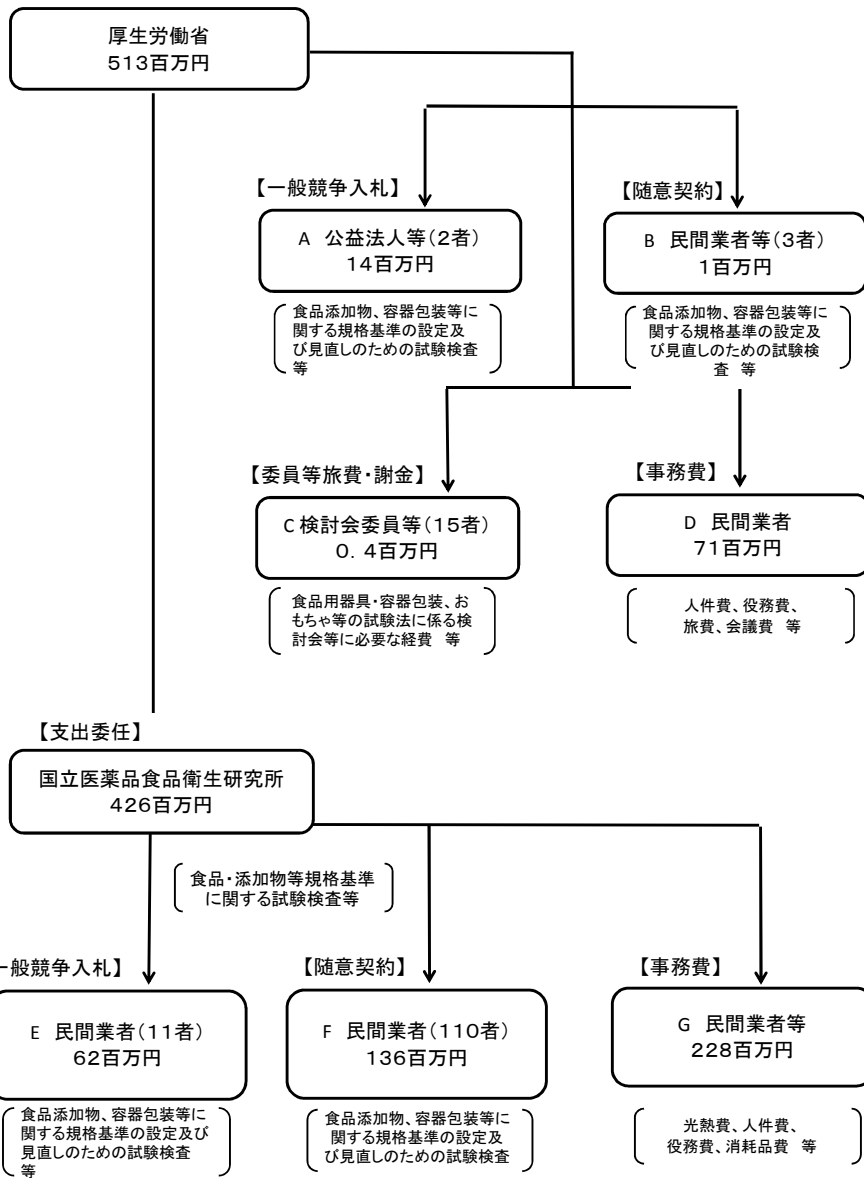 厚生労働省
513百万円
【一般競争入札】
【随意契約】
A 公益法人等(2者)
14百万円
B 民間業者等(3者)
1百万円
食品添加物、容器包装等に
関する規格基準の設定及
び見直しのための試験検査
等
食品添加物、容器包装等に
関する規格基準の設定及
び見直しのための試験検
査 等
【委員等旅費・謝金】
【事務費】
C 検討会委員等(15者)
0.4百万円
D 民間業者
71百万円
食品用器具・容器包装、お
もちゃ等の試験法に係る検
討会等に必要な経費 等
人件費、役務費、
旅費、会議費 等
【支出委任】
国立医薬品食品衛生研究所
426百万円
食品・添加物等規格基準
に関する試験検査等
一般競争入札】
【随意契約】
【事務費】
E 民間業者(11者)
62百万円
F 民間業者(110者)
136百万円
G 民間業者等
228百万円
食品添加物、容器包装等に
関する規格基準の設定及び
見直しのための試験検査
等
食品添加物、容器包装等に
関する規格基準の設定及
び見直しのための試験検査
光熱費、人件費、
役務費、消耗品費 等